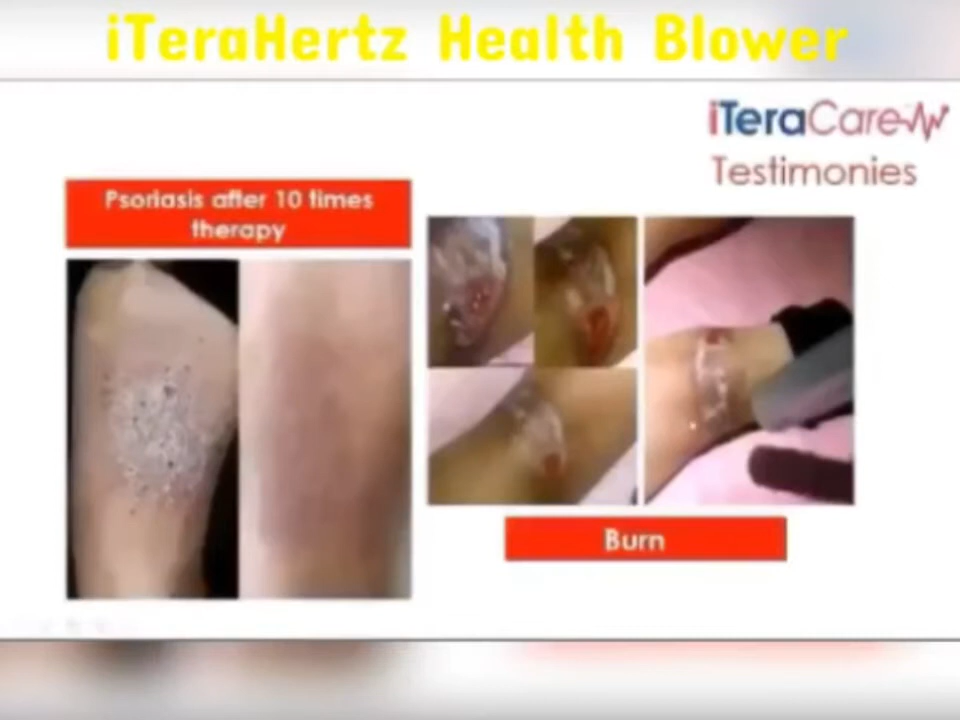 iTeraHertz Health Blower
iTeraCare
Testimonies
Psoriasis after 10 times
therapy
Burn